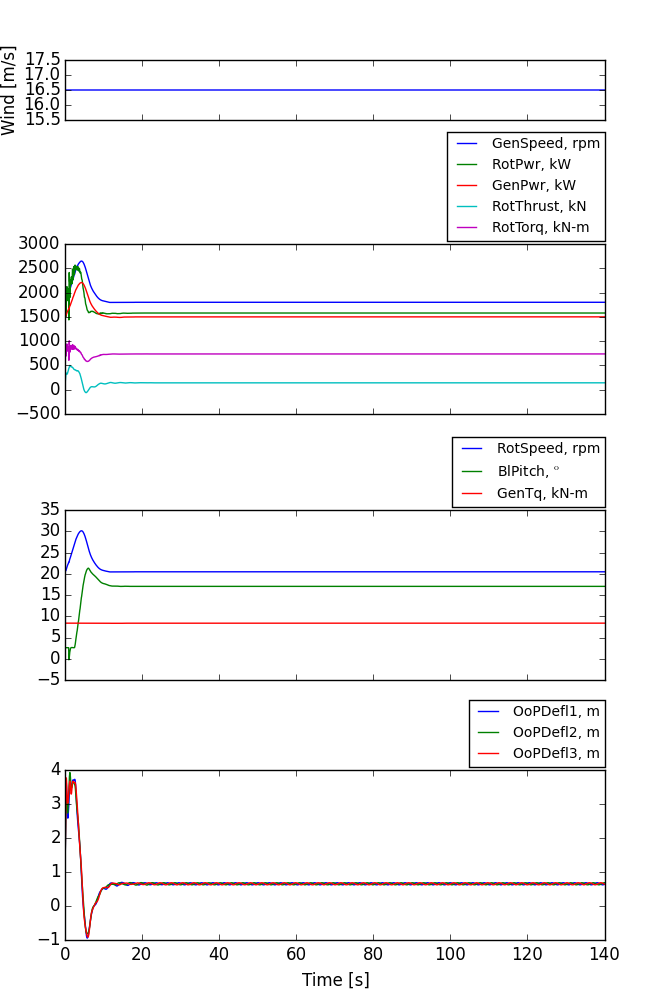 Wind [m/s]
17.5
17.0
16.5
16.0
15.5
GenSpeed, rpm
RotPwr, kW
GenPwr, kW
RotThrust, kN
RotTorq, kN-m
3000
2500
2000
1500
1000
500
0
−500
RotSpeed, rpm
BlPitch, °
GenTq, kN-m
35
30
25
20
15
10
5
0
−5
OoPDefl1, m
OoPDefl2, m
OoPDefl3, m
4
3
2
1
0
−1
0 20 40 60 80 100 120 140
Time [s]